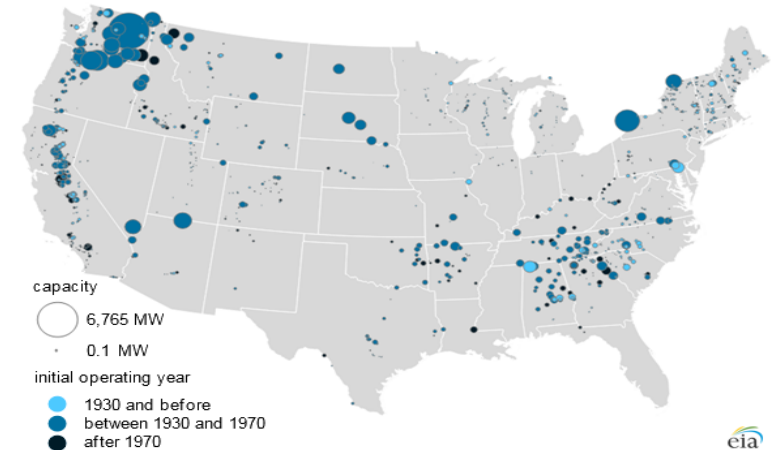 capacity
6,765 MW
0.1 MW
initial operating year
1930 and before
between 1930 and 1970
after 1970
eia